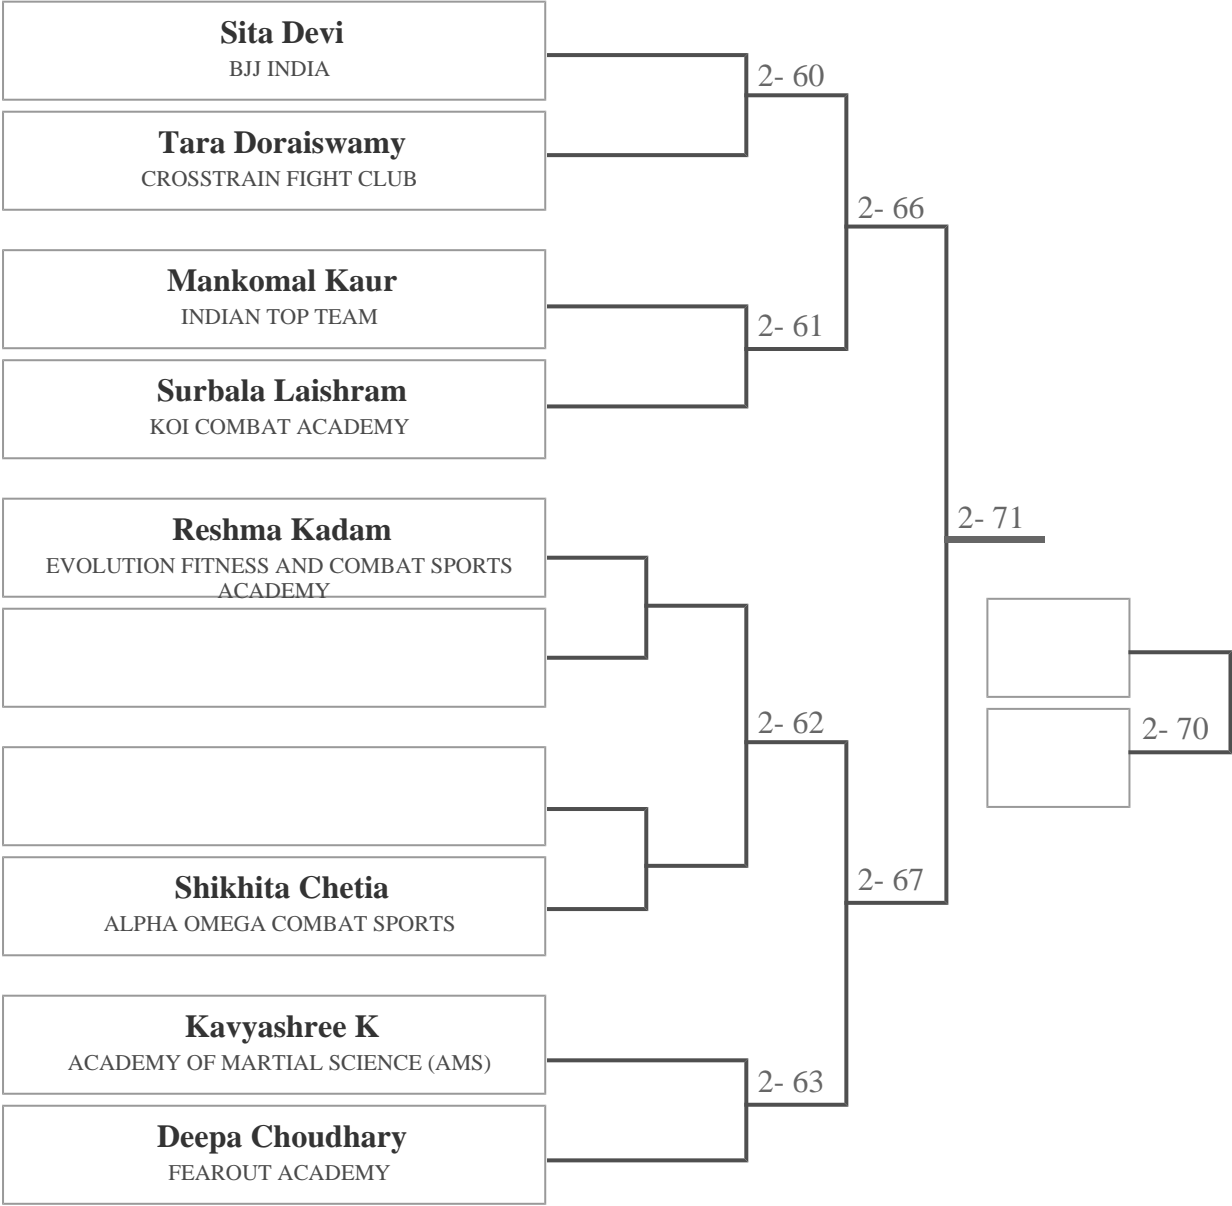 Sita Devi
BJJ INDIA
2- 60
Tara Doraiswamy
CROSSTRAIN FIGHT CLUB
2- 66
Mankomal Kaur
INDIAN TOP TEAM
2- 61
Surbala Laishram
KOI COMBAT ACADEMY
Reshma Kadam
EVOLUTION FITNESS AND COMBAT SPORTS
ACADEMY
2- 71
2- 62
2- 70
Shikhita Chetia
ALPHA OMEGA COMBAT SPORTS
2- 67
Kavyashree K
ACADEMY OF MARTIAL SCIENCE (AMS)
2- 63
Deepa Choudhary
FEAROUT ACADEMY